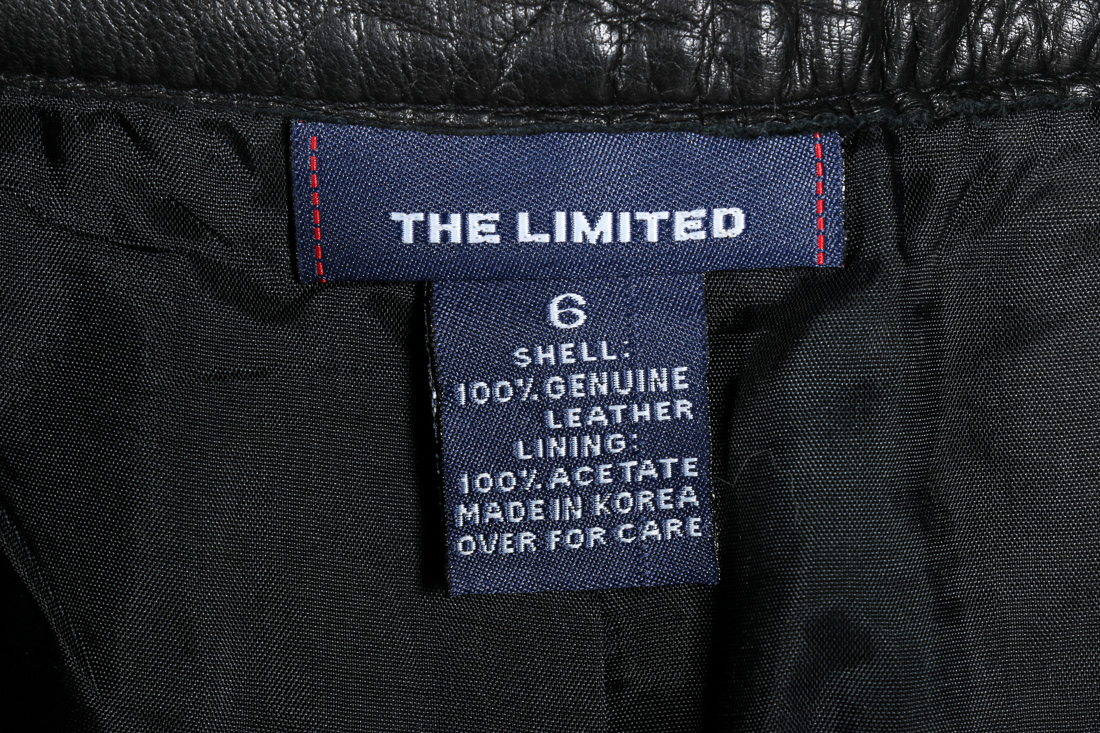 THE LIMITED
6
SHELL:
100% GENUINE
LEATHER
LINING:
100% ACETATE
MADE IN KOREA
OVER FOR CARE